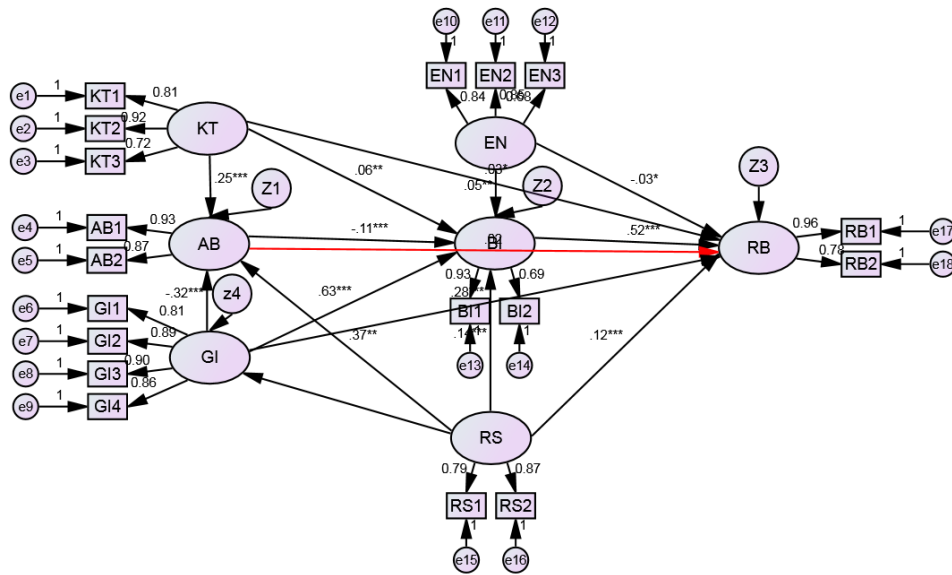 e10 e11 e12
1 1 1
EN1 EN2 EN3
0.84 0.68
e1 1 KT1 0.81
e2 1 KT2 0.92
e3 1 KT3 0.72
KT
EN
.25***
.06**
.03*
.05**
-.03*
Z1
Z2
Z3
e4 1 AB1 0.93
e5 1 AB2 0.87
AB
-.11***
BI
.52***
RB
0.96 RB1 1 e17
0.78 RB2 1 e18
-.32***
z4
.63***
0.93 0.69
BI1 BI2
1
e13 e14
e6 1 GI1 0.81
e7 1 GI2 0.89
e8 1 GI3 0.90
e9 1 GI4 0.86
GI
.37**
.12***
RS
0.79 0.87
RS1 RS2
1 1
e15 e16